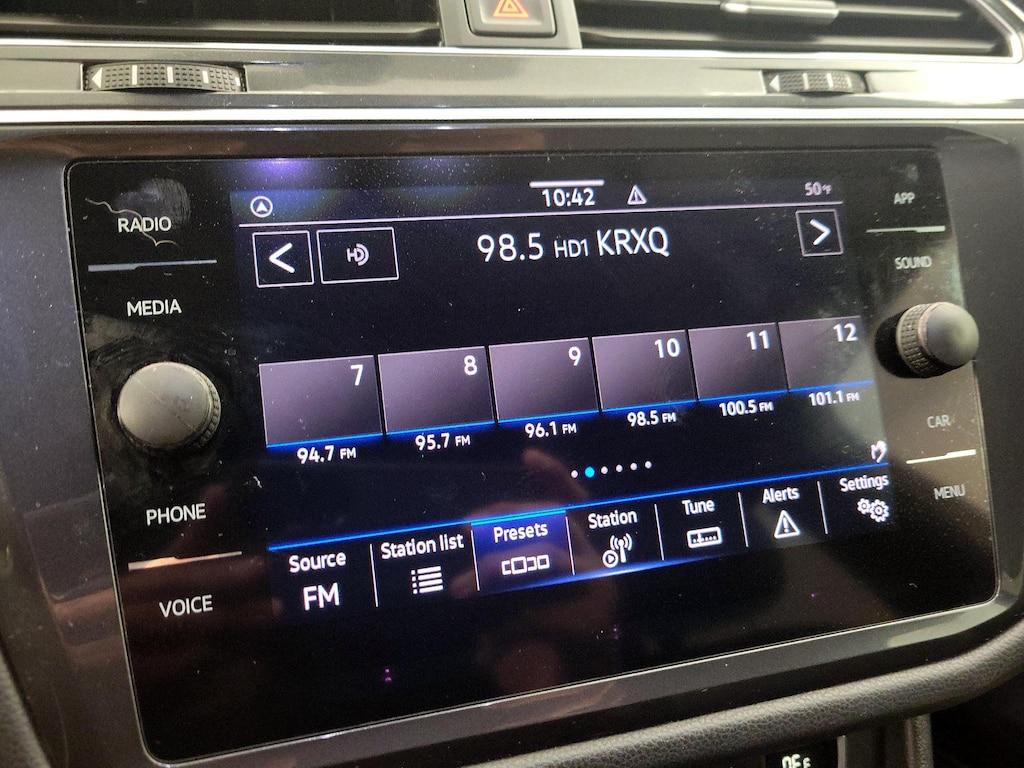 RADIO
MEDIA
PHONE
VOICE
10:42
50°F
HD
98.5 HD1 KRXQ
7
8
9
10
11
12
94.7 FM
95.7 FM
96.1 FM
98.5 FM
100.5 FM
101.1 FM
Source
FM
Station list
Presets
Station
Tune
Alerts
Settings
APP
SOUND
CAR
MENU
OFF